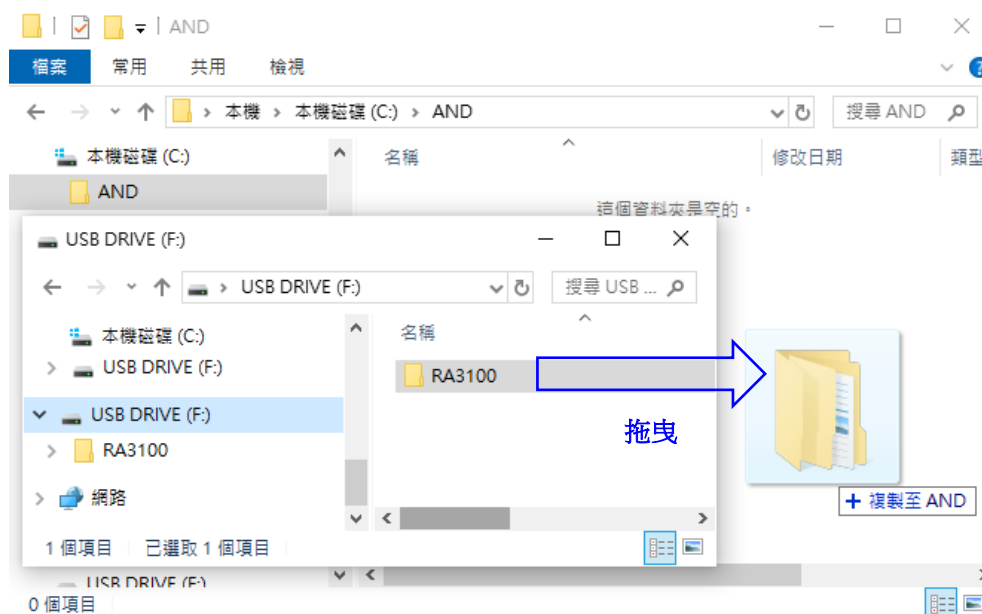 AND
檔案 常用 共用 檢視
本機 > 本機磁碟 (C:) > AND 搜尋 AND
本機磁碟 (C:) 名稱 修改日期 類型
AND
這個資料夾是空的。
USB DRIVE (F:)
USB DRIVE (F:) 搜尋 USB ...
本機磁碟 (C:) 名稱
USB DRIVE (F:)
RA3100
USB DRIVE (F:)
拖曳
RA3100
網路
複製至 AND
1 個項目 已選取 1 個項目
USB DRIVE (F:)
0 個項目